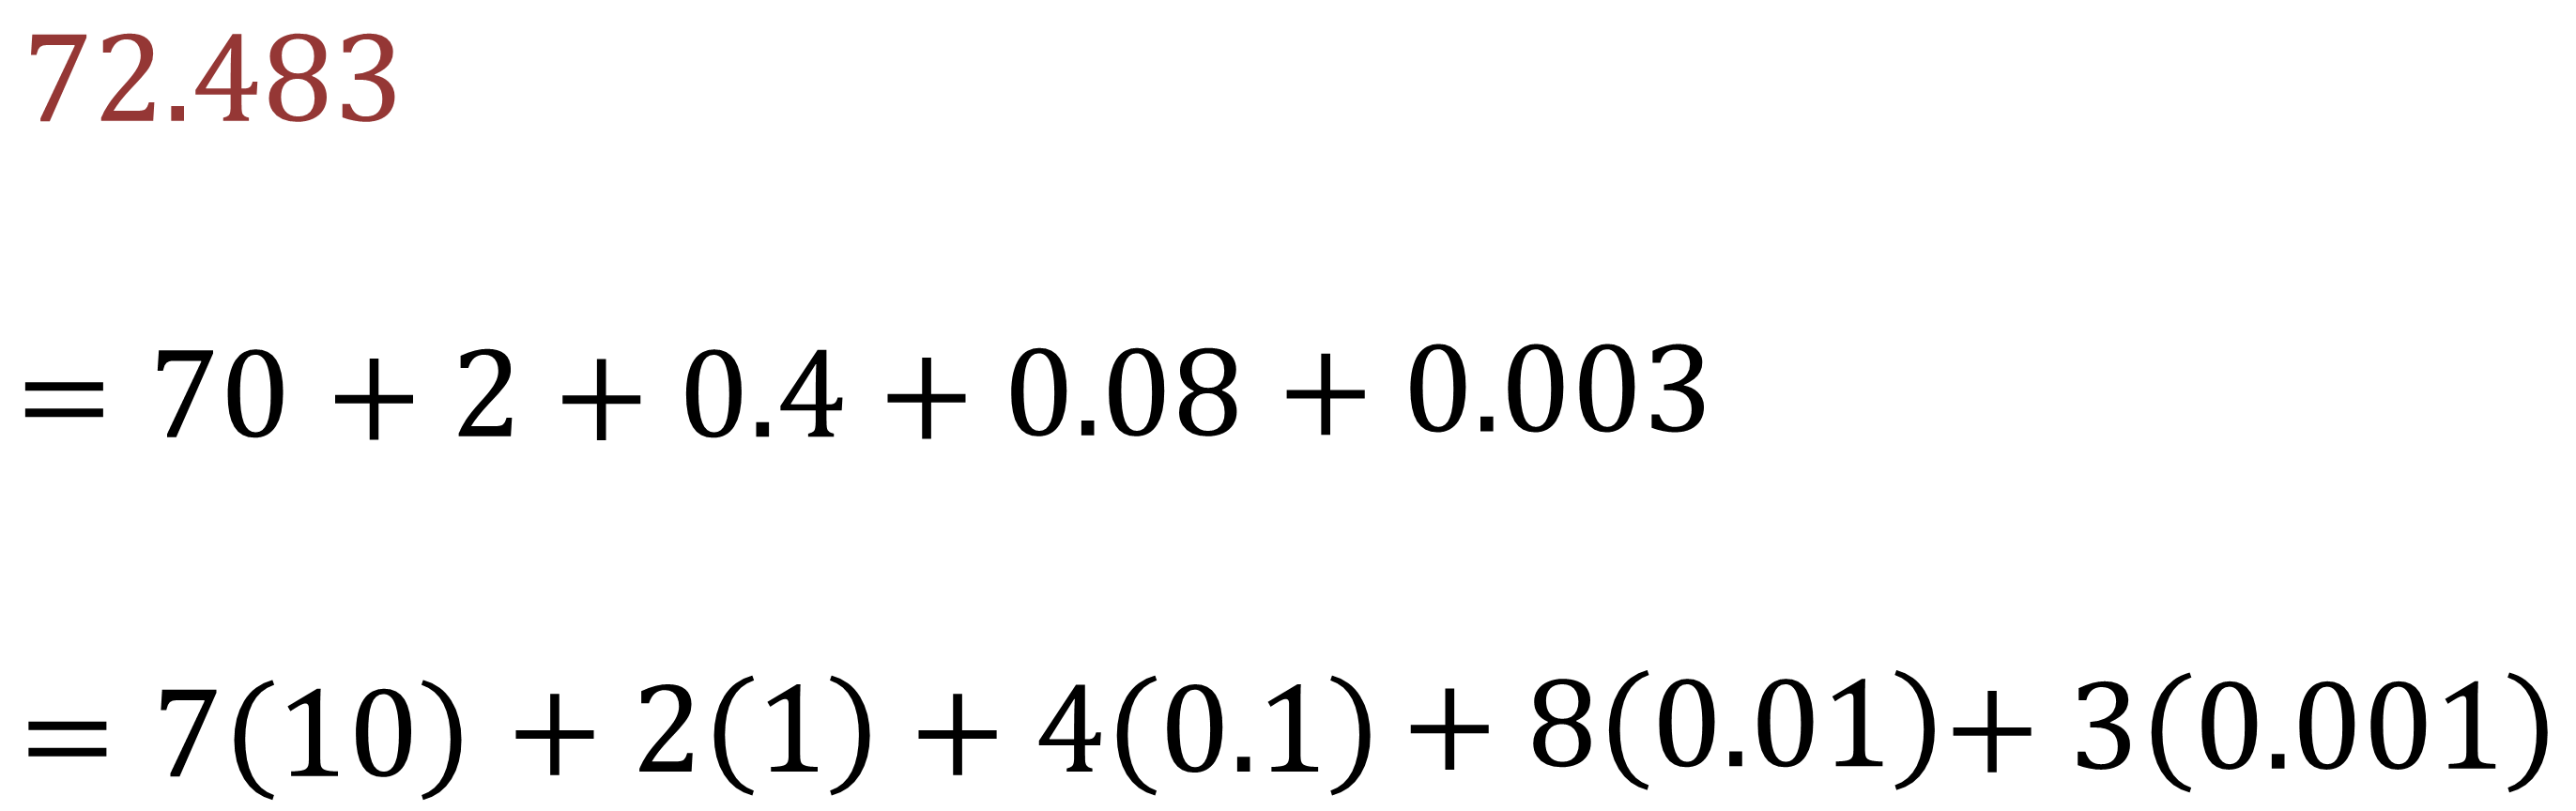 72.483
= 70 + 2 + 0.4 + 0.08 + 0.003
= 7(10) + 2(1) + 4(0.1) + 8(0.01)+ 3(0.001)